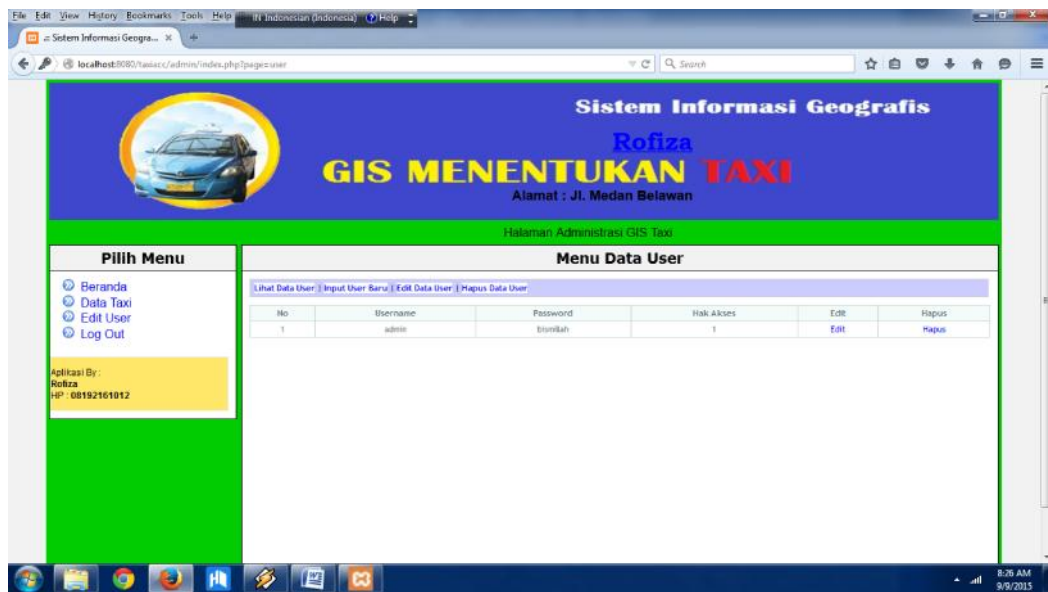 File Edit View History Bookmarks Tools Help
IN Indonesian (Indonesia) Help
.:: Sistem Informasi Geogra...
localhost:8080/taxiacc/admin/index.php?page=user
Search
Sistem Informasi Geografis
Rofiza
GIS MENENTUKAN TAXI
Alamat : Jl. Medan Belawan
Halaman Administrasi GIS Taxi
Pilih Menu
Beranda
Data Taxi
Edit User
Log Out
Aplikasi By :
Rofiza
HP : 08192161012
Menu Data User
Lihat Data User | Input User Baru | Edit Data User | Hapus Data User
No Username Password Hak Akses Edit Hapus
1 admin bismillah 1 Edit Hapus
8:26 AM
9/9/2015